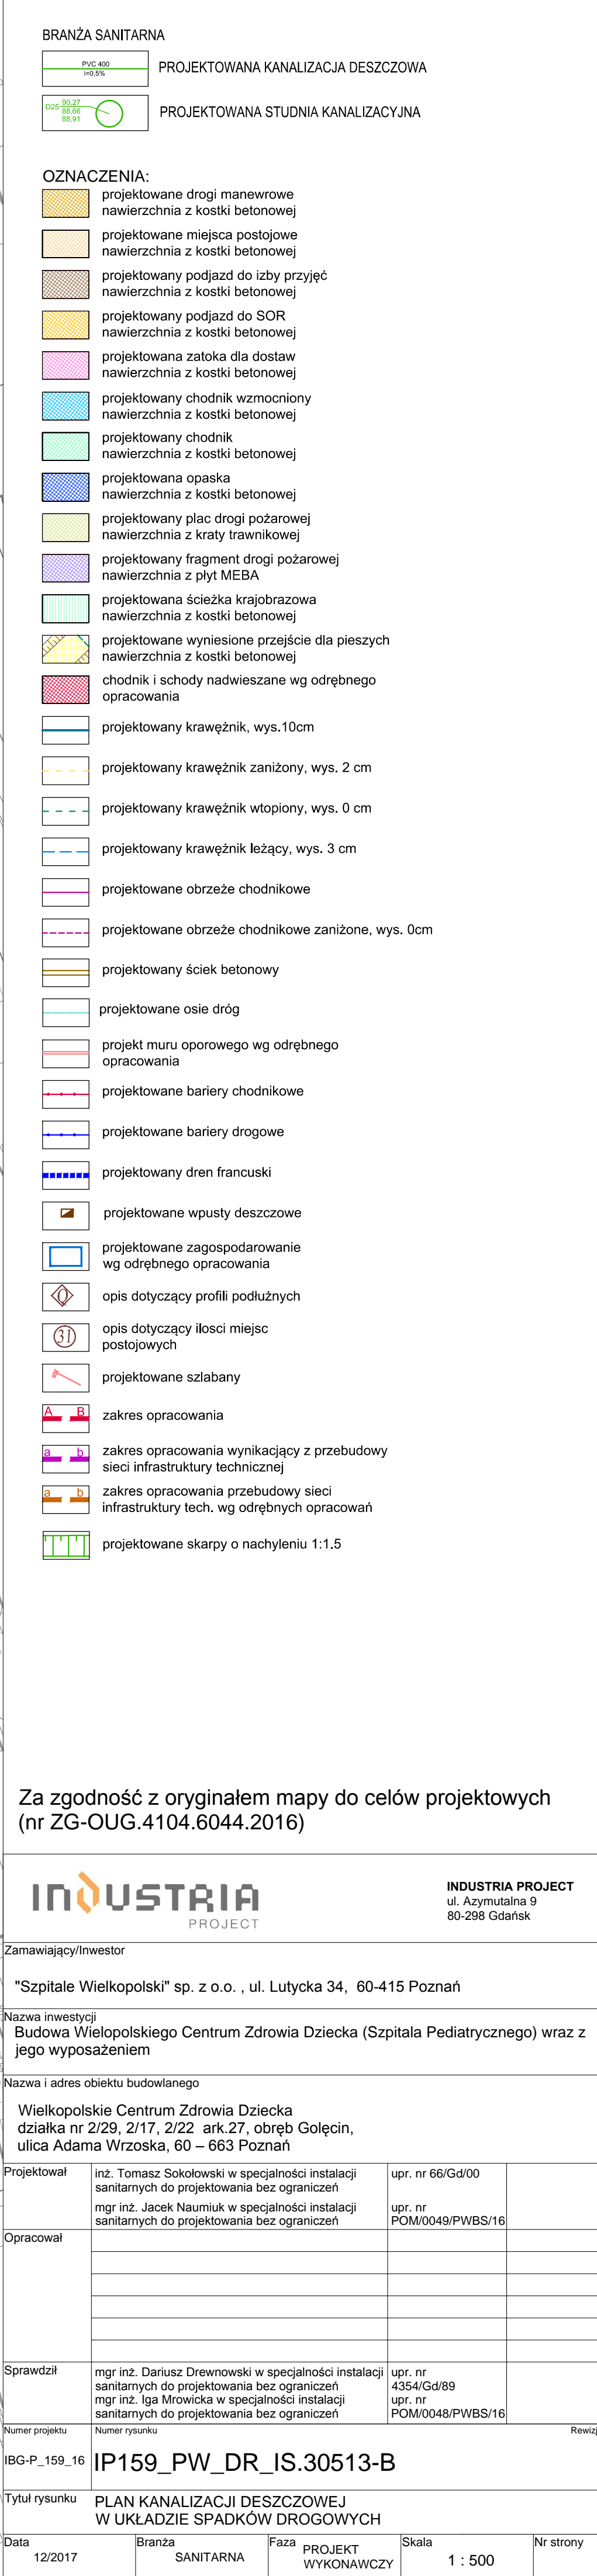 BRANŻA SANITARNA
PVC 400
i=0,5%
PROJEKTOWANA KANALIZACJA DESZCZOWA
D25 90,27
88,66
88,91
PROJEKTOWANA STUDNIA KANALIZACYJNA
OZNACZENIA:
projektowane drogi manewrowe
nawierzchnia z kostki betonowej
projektowane miejsca postojowe
nawierzchnia z kostki betonowej
projektowany podjazd do izby przyjęć
nawierzchnia z kostki betonowej
projektowany podjazd do SOR
nawierzchnia z kostki betonowej
projektowana zatoka dla dostaw
nawierzchnia z kostki betonowej
projektowany chodnik wzmocniony
nawierzchnia z kostki betonowej
projektowany chodnik
nawierzchnia z kostki betonowej
projektowana opaska
nawierzchnia z kostki betonowej
projektowany plac drogi pożarowej
nawierzchnia z kraty trawnikowej
projektowany fragment drogi pożarowej
nawierzchnia z płyt MEBA
projektowana ścieżka krajobrazowa
nawierzchnia z kostki betonowej
projektowane wyniesione przejście dla pieszych
nawierzchnia z kostki betonowej
chodnik i schody nadwieszane wg odrębnego
opracowania
projektowany krawężnik, wys.10cm
projektowany krawężnik zaniżony, wys. 2 cm
projektowany krawężnik wtopiony, wys. 0 cm
projektowany krawężnik leżący, wys. 3 cm
projektowane obrzeże chodnikowe
projektowane obrzeże chodnikowe zaniżone, wys. 0cm
projektowany ściek betonowy
projektowane osie dróg
projekt muru oporowego wg odrębnego
opracowania
projektowane bariery chodnikowe
projektowane bariery drogowe
projektowany dren francuski
projektowane wpusty deszczowe
projektowane zagospodarowanie
wg odrębnego opracowania
O opis dotyczący profili podłużnych
31 opis dotyczący ilosci miejsc
postojowych
projektowane szlabany
A B zakres opracowania
a b zakres opracowania wynikacjący z przebudowy
sieci infrastruktury technicznej
a b zakres opracowania przebudowy sieci
infrastruktury tech. wg odrębnych opracowań
projektowane skarpy o nachyleniu 1:1.5
Za zgodność z oryginałem mapy do celów projektowych
(nr ZG-OUG.4104.6044.2016)
INDUSTRIA
PROJECT
INDUSTRIA PROJECT
ul. Azymutalna 9
80-298 Gdańsk
Zamawiający/Inwestor
"Szpitale Wielkopolski" sp. z o.o. , ul. Lutycka 34, 60-415 Poznań
Nazwa inwestycji
Budowa Wielopolskiego Centrum Zdrowia Dziecka (Szpitala Pediatrycznego) wraz z
jego wyposażeniem
Nazwa i adres obiektu budowlanego
Wielkopolskie Centrum Zdrowia Dziecka
działka nr 2/29, 2/17, 2/22 ark.27, obręb Golęcin,
ulica Adama Wrzoska, 60 – 663 Poznań
Projektował
inż. Tomasz Sokołowski w specjalności instalacji
sanitarnych do projektowania bez ograniczeń
upr. nr 66/Gd/00
mgr inż. Jacek Naumiuk w specjalności instalacji
sanitarnych do projektowania bez ograniczeń
upr. nr
POM/0049/PWBS/16
Opracował
Sprawdził
mgr inż. Dariusz Drewnowski w specjalności instalacji
sanitarnych do projektowania bez ograniczeń
upr. nr
4354/Gd/89
mgr inż. Iga Mrowicka w specjalności instalacji
sanitarnych do projektowania bez ograniczeń
upr. nr
POM/0048/PWBS/16
Numer projektu
Numer rysunku
Rewizj
IBG-P_159_16
IP159_PW_DR_IS.30513-B
Tytuł rysunku
PLAN KANALIZACJI DESZCZOWEJ
W UKŁADZIE SPADKÓW DROGOWYCH
Data
12/2017
Branża
SANITARNA
Faza
PROJEKT
WYKONAWCZY
Skala
1 : 500
Nr strony